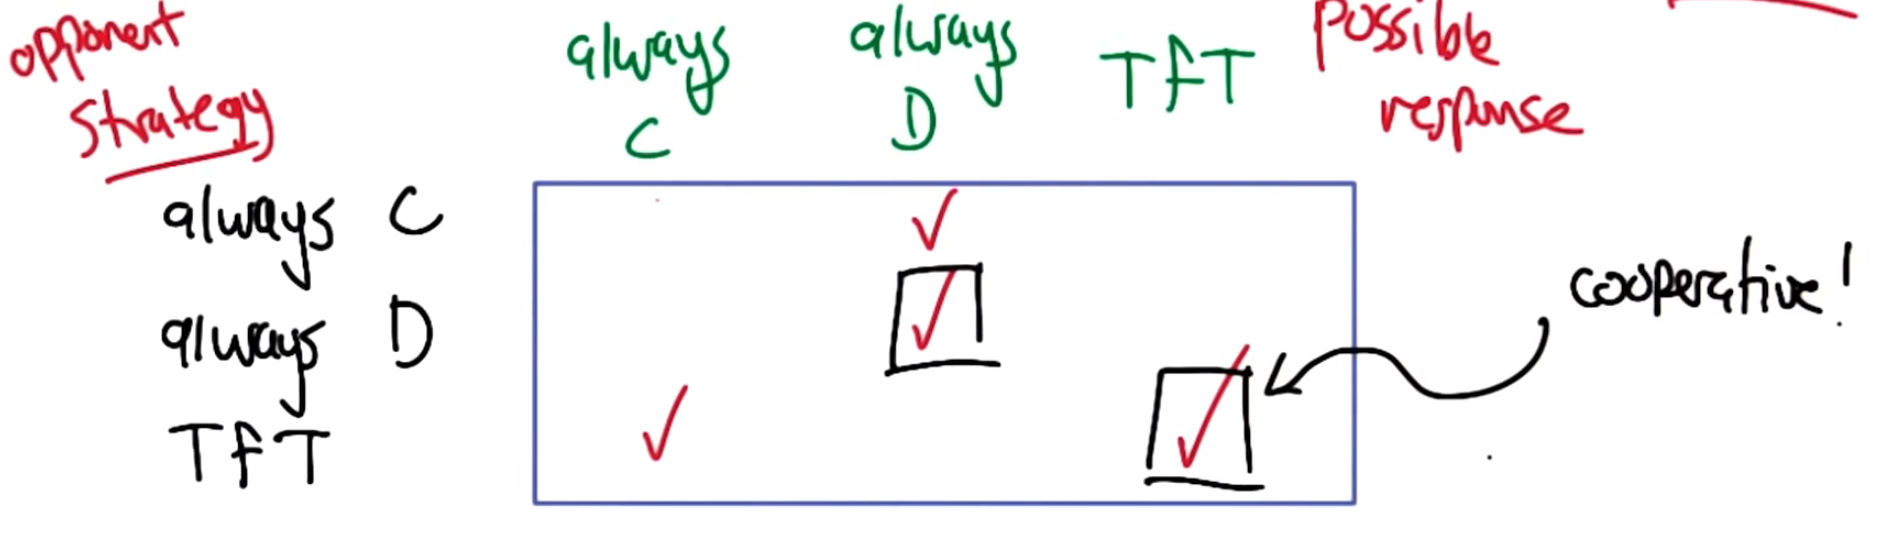 opponent
strategy
always
C
always
D
TfT
possible
response
always C
always D
TfT
cooperative!